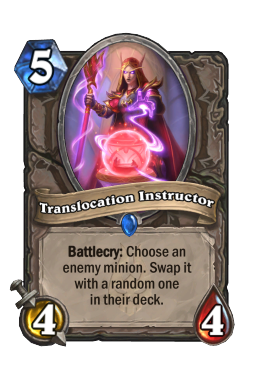 5
Translocation Instructor
Battlecry: Choose an
enemy minion. Swap it
with a random one
in their deck.
4 4